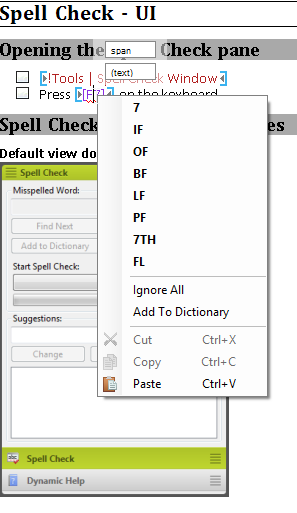 Spell Check - UI
Opening the Check pane
span
(text)
[!Tools | Spell Check Window]
Press [F7] on the keyboard
Spell Check es
Default view do
Spell Check
Misspelled Word:
Find Next
Add to Dictionary
Start Spell Check:
Suggestions:
Change
Spell Check
Dynamic Help
7
IF
OF
BF
LF
PF
7TH
FL
Ignore All
Add To Dictionary
Cut Ctrl+X
Copy Ctrl+C
Paste Ctrl+V